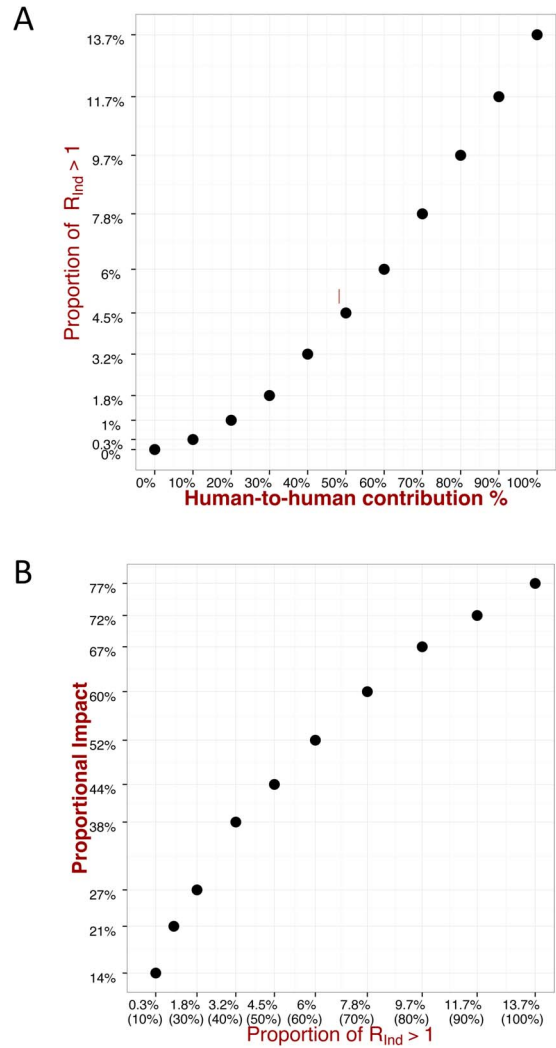 A
Proportion of R_Ind > 1
13.7%
11.7%
9.7%
7.8%
6%
4.5%
3.2%
1.8%
1%
0.3%
0%
0% 10% 20% 30% 40% 50% 60% 70% 80% 90% 100%
Human-to-human contribution %
B
Proportional Impact
77%
72%
67%
60%
52%
44%
38%
27%
21%
14%
0.3% 1.8% 3.2% 4.5% 6% 7.8% 9.7% 11.7% 13.7%
(10%) (30%) (40%) (50%) (60%) (70%) (80%) (90%) (100%)
Proportion of R_Ind > 1